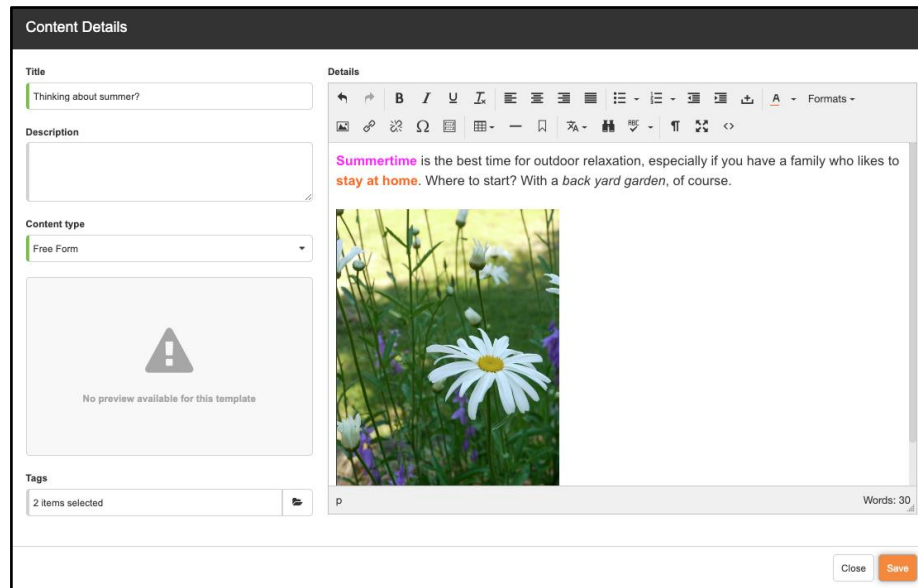 Content Details
Title
Thinking about summer?
Description
Content type
Free Form
No preview available for this template
Tags
2 items selected
Details
Formats
Summertime is the best time for outdoor relaxation, especially if you have a family who likes to
stay at home. Where to start? With a back yard garden, of course.
p
Words: 30
Close
Save